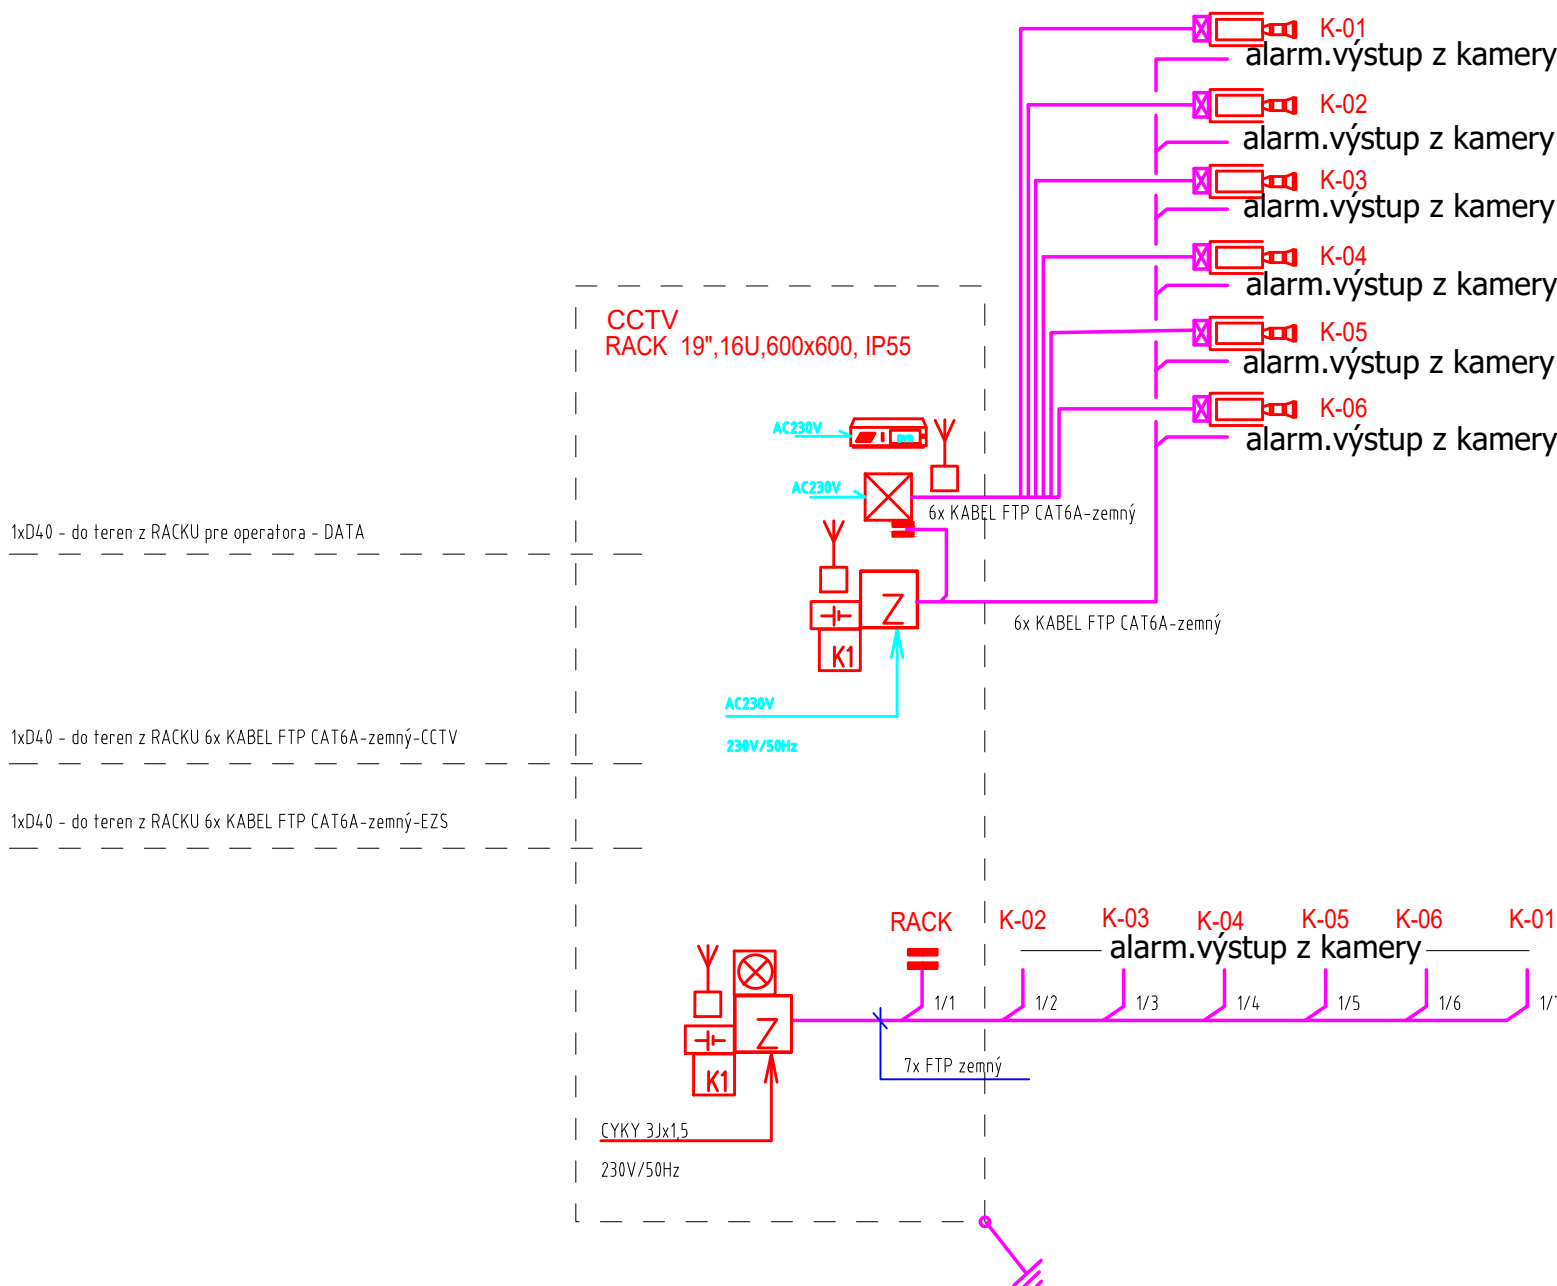 K-01
alarm.výstup z kamery
K-02
alarm.výstup z kamery
K-03
alarm.výstup z kamery
K-04
alarm.výstup z kamery
K-05
alarm.výstup z kamery
K-06
alarm.výstup z kamery
CCTV
RACK 19",16U,600x600, IP55
AC230V
AC230V
6x KABEL FTP CAT6A-zemný
1xD40 - do teren z RACKU pre operatora - DATA
Z
K1
6x KABEL FTP CAT6A-zemný
AC230V
230V/50Hz
1xD40 - do teren z RACKU 6x KABEL FTP CAT6A-zemný-CCTV
1xD40 - do teren z RACKU 6x KABEL FTP CAT6A-zemný-EZS
RACK K-02 K-03 K-04 K-05 K-06 K-01
alarm.výstup z kamery
1/1 1/2 1/3 1/4 1/5 1/6
Z
K1
7x FTP zemný
CYKY 3Jx1,5
230V/50Hz